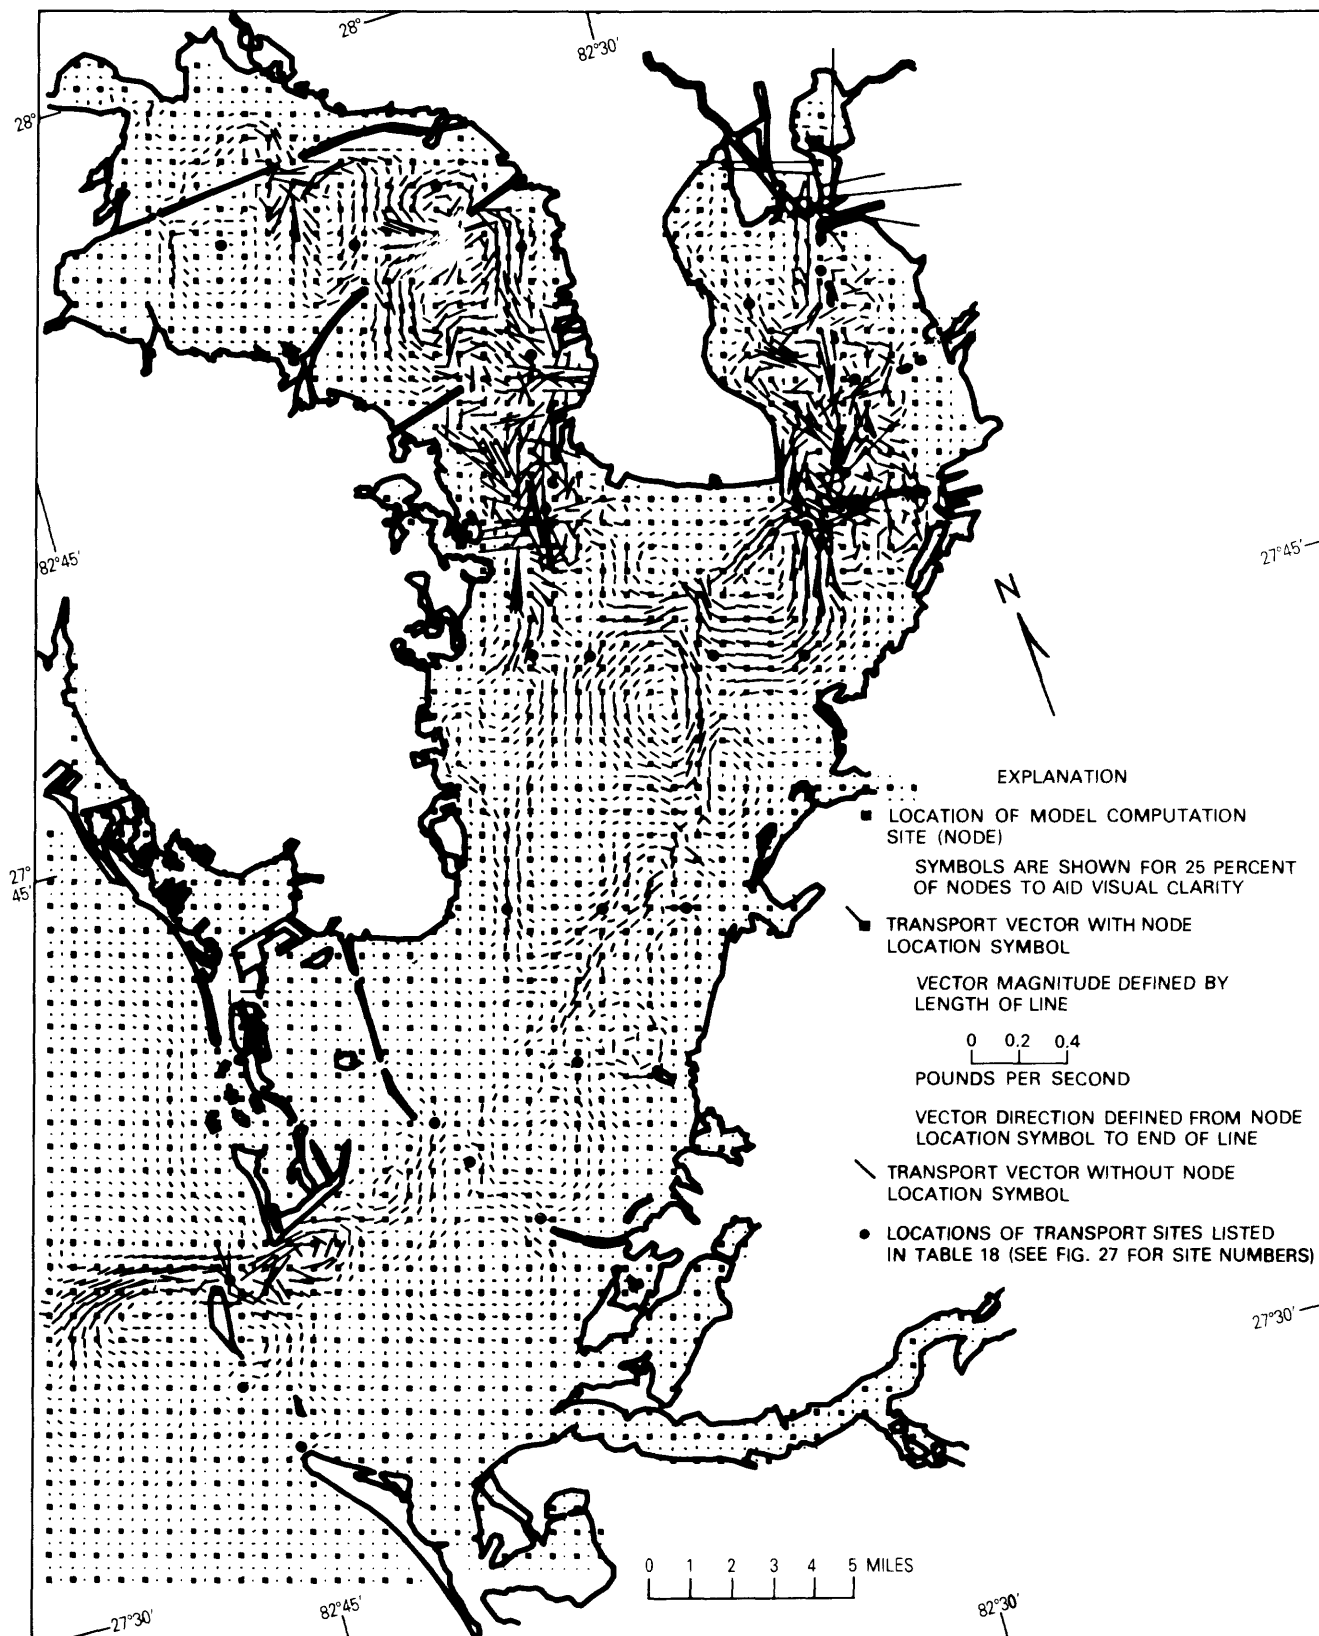 28°
82°30'
28°
27°45'
82°45'
N
EXPLANATION
LOCATION OF MODEL COMPUTATION
SITE (NODE)
SYMBOLS ARE SHOWN FOR 25 PERCENT
OF NODES TO AID VISUAL CLARITY
27°
45'
TRANSPORT VECTOR WITH NODE
LOCATION SYMBOL
VECTOR MAGNITUDE DEFINED BY
LENGTH OF LINE
0 0.2 0.4
POUNDS PER SECOND
VECTOR DIRECTION DEFINED FROM NODE
LOCATION SYMBOL TO END OF LINE
TRANSPORT VECTOR WITHOUT NODE
LOCATION SYMBOL
LOCATIONS OF TRANSPORT SITES LISTED
IN TABLE 18 (SEE FIG. 27 FOR SITE NUMBERS)
27°30'
0 1 2 3 4 5 MILES
27°30'
82°45'
82°30'